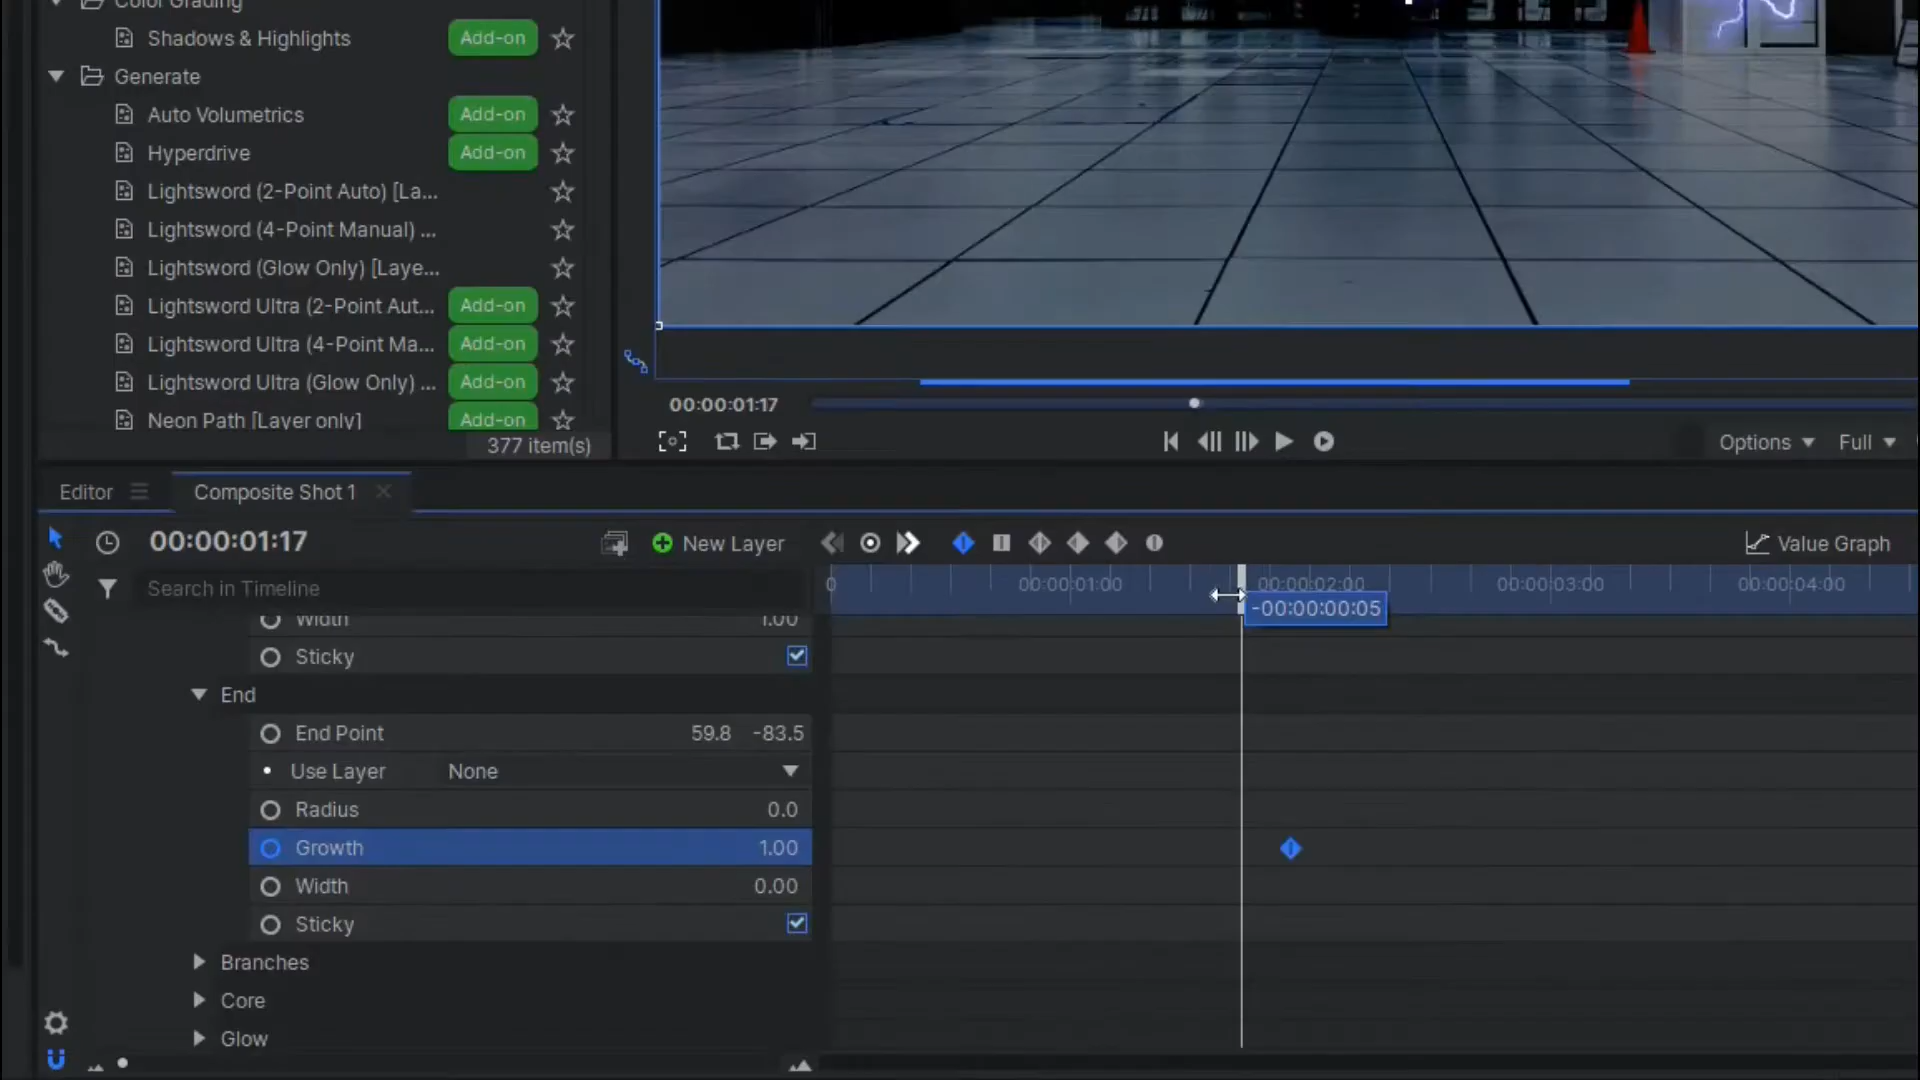 Color Grading
Shadows & Highlights Add-on
Generate
Auto Volumetrics Add-on
Hyperdrive Add-on
Lightsword (2-Point Auto) [La...
Lightsword (4-Point Manual) ...
Lightsword (Glow Only) [Laye...
Lightsword Ultra (2-Point Aut... Add-on
Lightsword Ultra (4-Point Ma... Add-on
Lightsword Ultra (Glow Only) ... Add-on
Neon Path [Layer only] Add-on
377 item(s)
00:00:01:17
Options Full
Editor Composite Shot 1
00:00:01:17 New Layer Value Graph
Search in Timeline
0 00:00:01:00 00:00:02:00 00:00:03:00 00:00:04:00
-00:00:00:05
Width 1.00
Sticky
End
End Point 59.8 -83.5
Use Layer None
Radius 0.0
Growth 1.00
Width 0.00
Sticky
Branches
Core
Glow